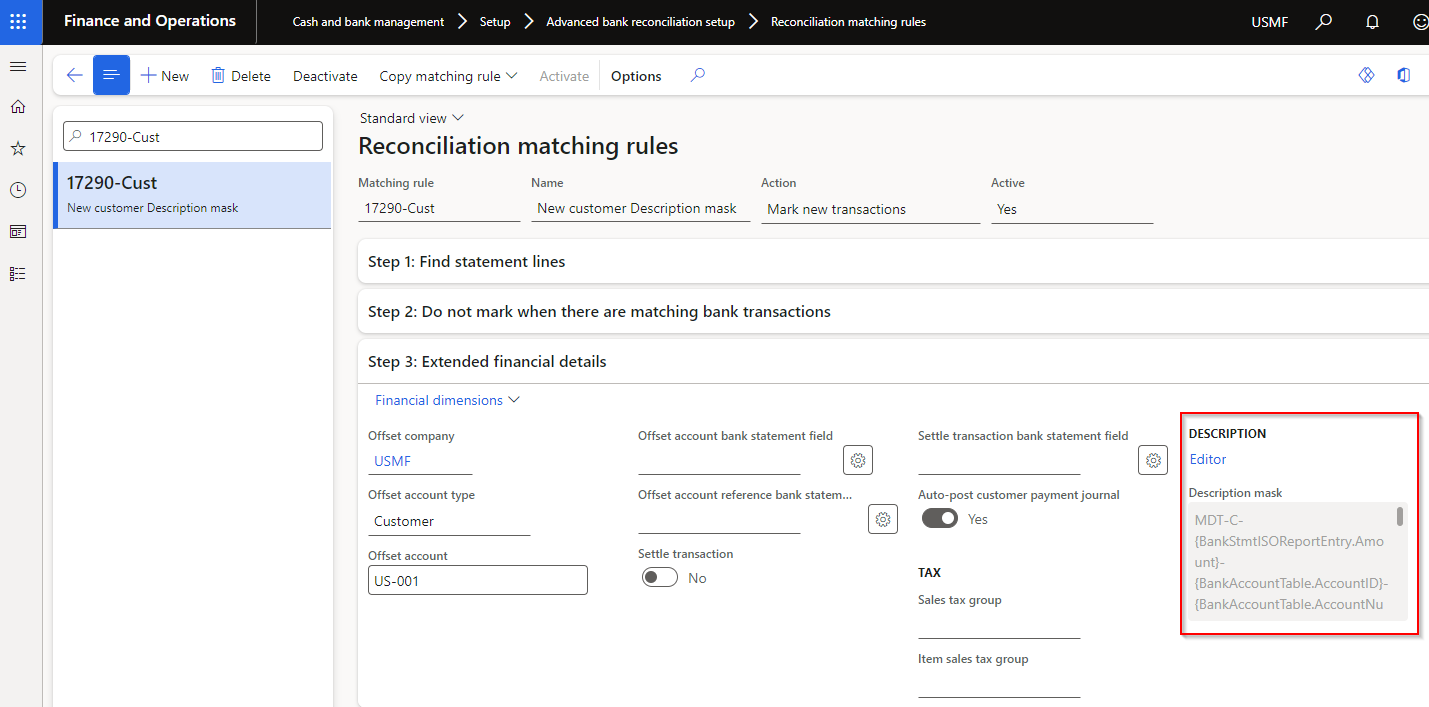 Finance and Operations
Cash and bank management
Setup
Advanced bank reconciliation setup
Reconciliation matching rules
USMF
New
Delete
Deactivate
Copy matching rule
Activate
Options
17290-Cust
17290-Cust
New customer Description mask
Standard view
Reconciliation matching rules
Matching rule
17290-Cust
Name
New customer Description mask
Action
Mark new transactions
Active
Yes
Step 1: Find statement lines
Step 2: Do not mark when there are matching bank transactions
Step 3: Extended financial details
Financial dimensions
Offset company
USMF
Offset account type
Customer
Offset account
US-001
Offset account bank statement field
Offset account reference bank statem...
Settle transaction
No
Settle transaction bank statement field
Auto-post customer payment journal
Yes
TAX
Sales tax group
Item sales tax group
DESCRIPTION
Editor
Description mask
MDT-C-
{BankStmtISOReportEntry.Amo
unt}-
{BankAccountTable.AccountID}-
{BankAccountTable.AccountNu